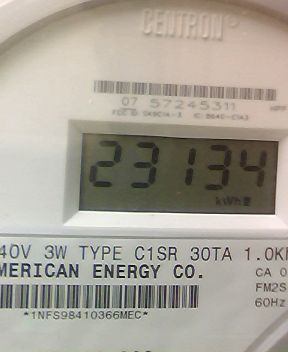 CENTRON®
07 57245311
23134
kWh
40V 3W TYPE C1SR 30TA 1.0K
MERICAN ENERGY CO.
CA 0
FM2S
60Hz
*1NFS98410366MEC*